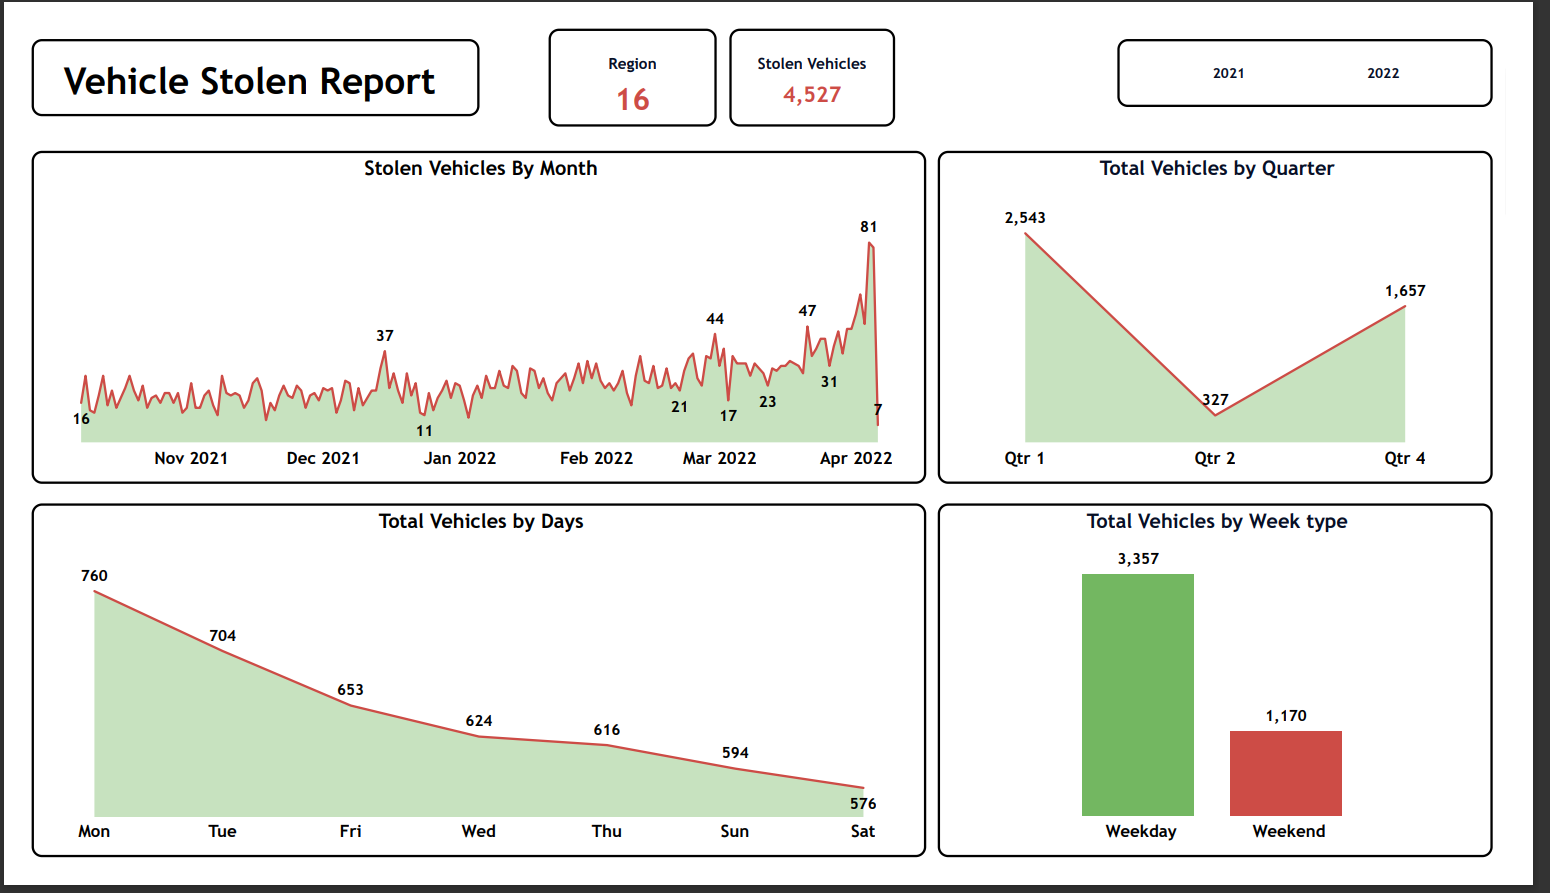 Vehicle Stolen Report
Region
16
Stolen Vehicles
4,527
2021 2022
Stolen Vehicles By Month
81
47
44
37
31
23
21
7
17
16
11
Nov 2021 Dec 2021 Jan 2022 Feb 2022 Mar 2022 Apr 2022
Total Vehicles by Quarter
2,543
1,657
327
Qtr 1 Qtr 2 Qtr 4
Total Vehicles by Days
760
704
653
624
616
594
576
Mon Tue Fri Wed Thu Sun Sat
Total Vehicles by Week type
3,357
1,170
Weekday Weekend